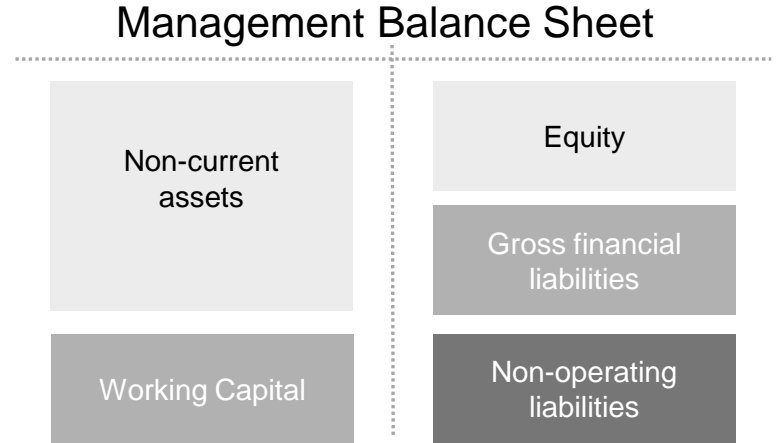 Management Balance Sheet
Non-current
assets
Working Capital
Equity
Gross financial
liabilities
Non-operating
liabilities